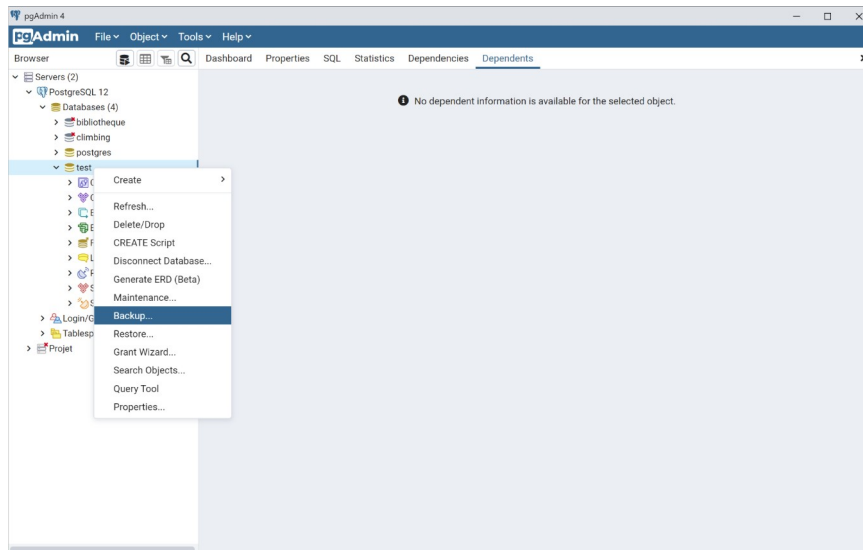 pgAdmin 4
pgAdmin File Object Tools Help
Browser
Dashboard Properties SQL Statistics Dependencies Dependents
Servers (2)
PostgreSQL 12
Databases (4)
bibliotheque
climbing
postgres
test
Login/G
Tablesp
Projet
Create
Refresh...
Delete/Drop
CREATE Script
Disconnect Database...
Generate ERD (Beta)
Maintenance...
Backup...
Restore...
Grant Wizard...
Search Objects...
Query Tool
Properties...
No dependent information is available for the selected object.